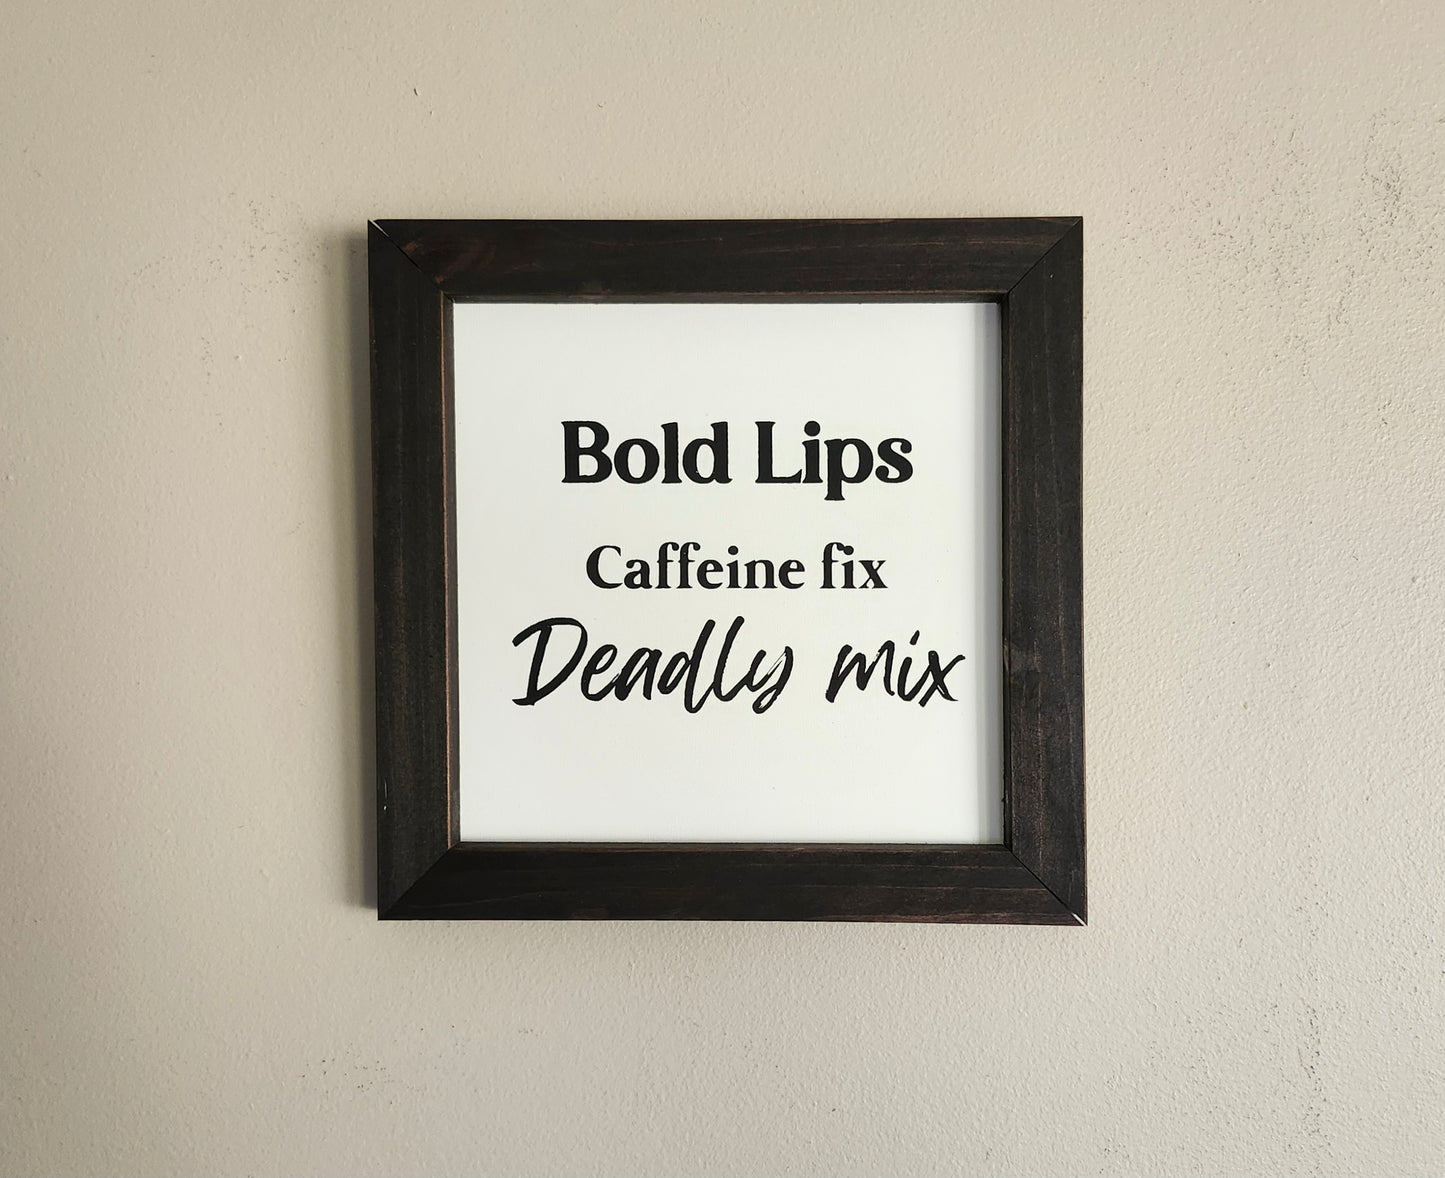 Bold Lips
Caffeine fix
Deadly mix